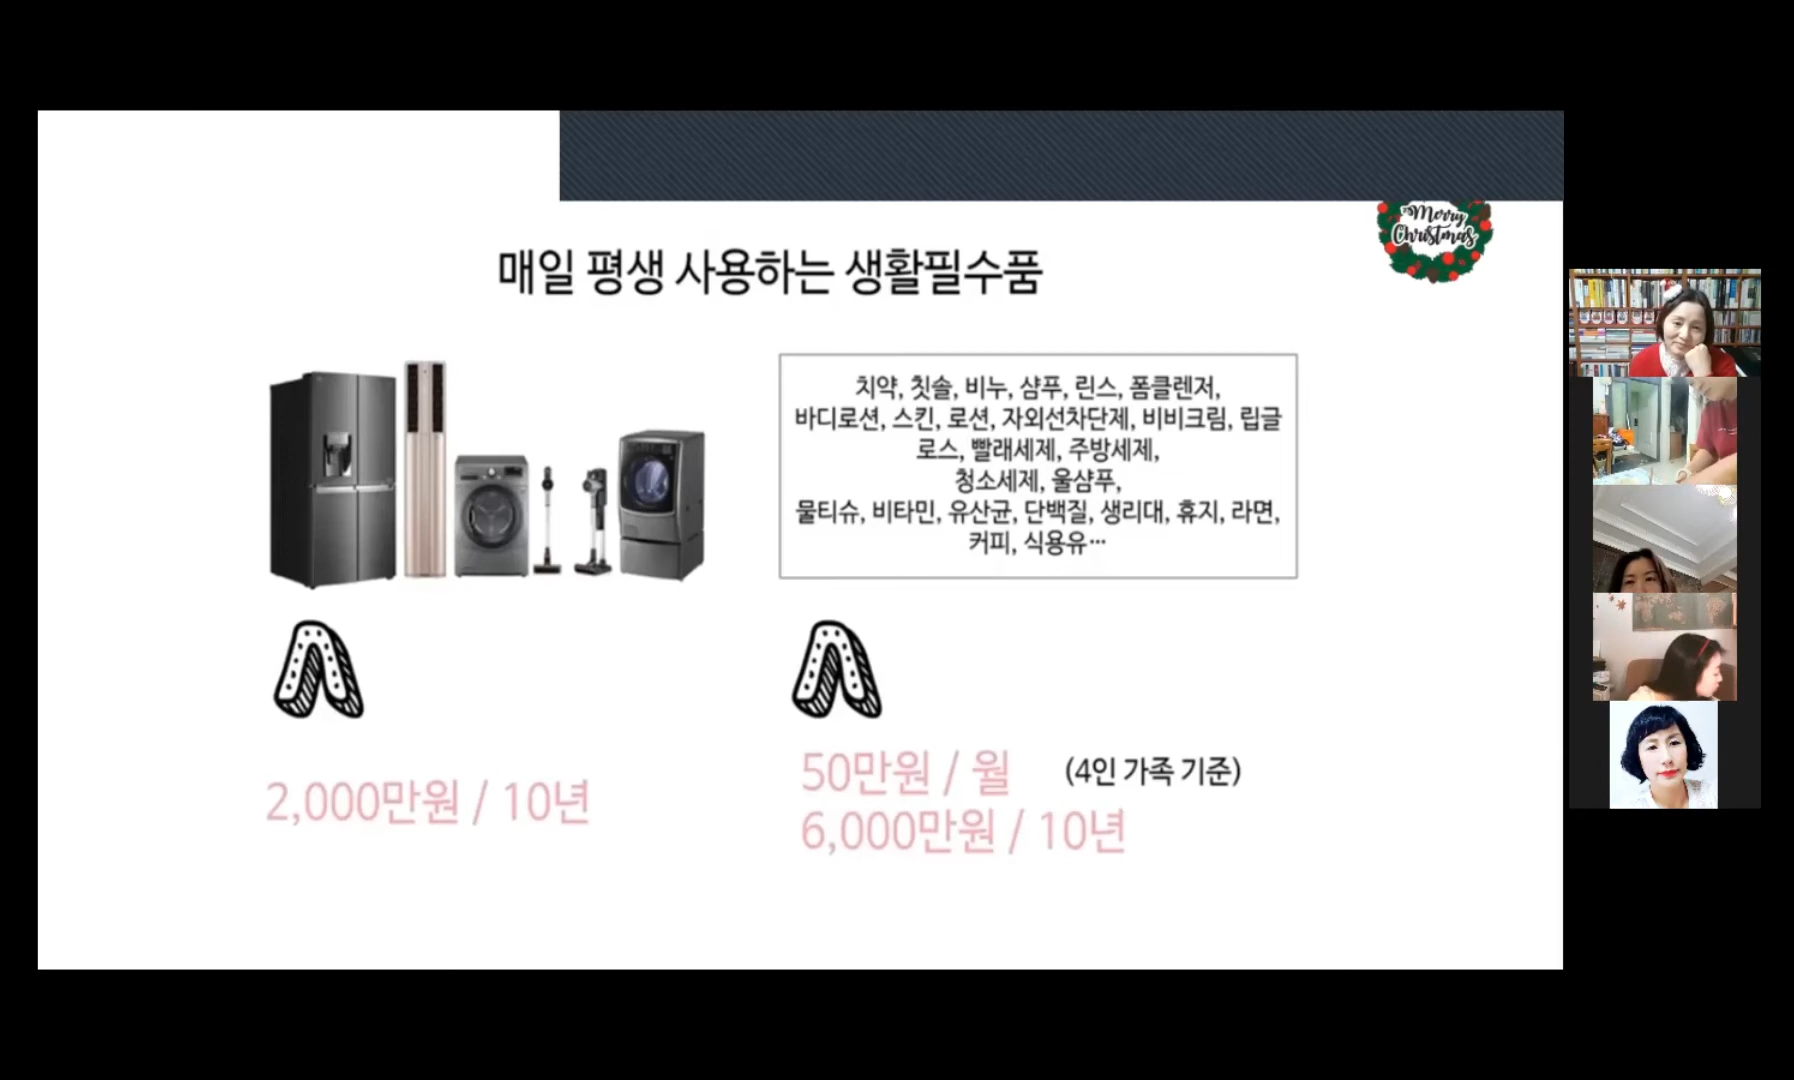 Merry
Christmas
매일 평생 사용하는 생활필수품
치약, 칫솔, 비누, 샴푸, 린스, 폼클렌저,
바디로션, 스킨, 로션, 자외선차단제, 비비크림, 립글
로스, 빨래세제, 주방세제,
청소세제, 울샴푸,
물티슈, 비타민, 유산균, 단백질, 생리대, 휴지, 라면,
커피, 식용유…
2,000만원 / 10년
50만원 / 월 (4인 가족 기준)
6,000만원 / 10년